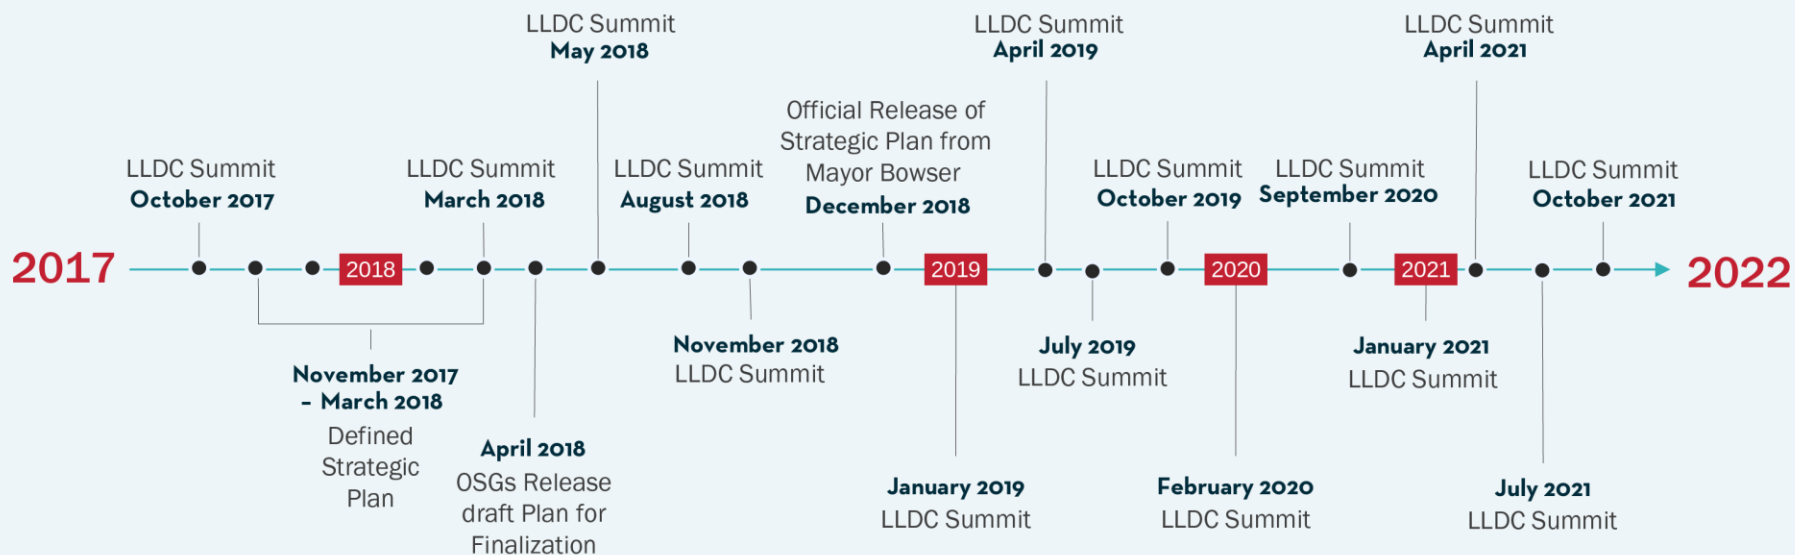 LLDC Summit
May 2018
LLDC Summit
April 2019
LLDC Summit
April 2021
Official Release of
Strategic Plan from
Mayor Bowser
December 2018
LLDC Summit
October 2017
LLDC Summit
March 2018
LLDC Summit
August 2018
LLDC Summit
October 2019
LLDC Summit
September 2020
LLDC Summit
October 2021
2017
2018
2019
2020
2021
2022
November 2017
– March 2018
Defined
Strategic
Plan
April 2018
OSGs Release
draft Plan for
Finalization
November 2018
LLDC Summit
January 2019
LLDC Summit
July 2019
LLDC Summit
February 2020
LLDC Summit
January 2021
LLDC Summit
July 2021
LLDC Summit